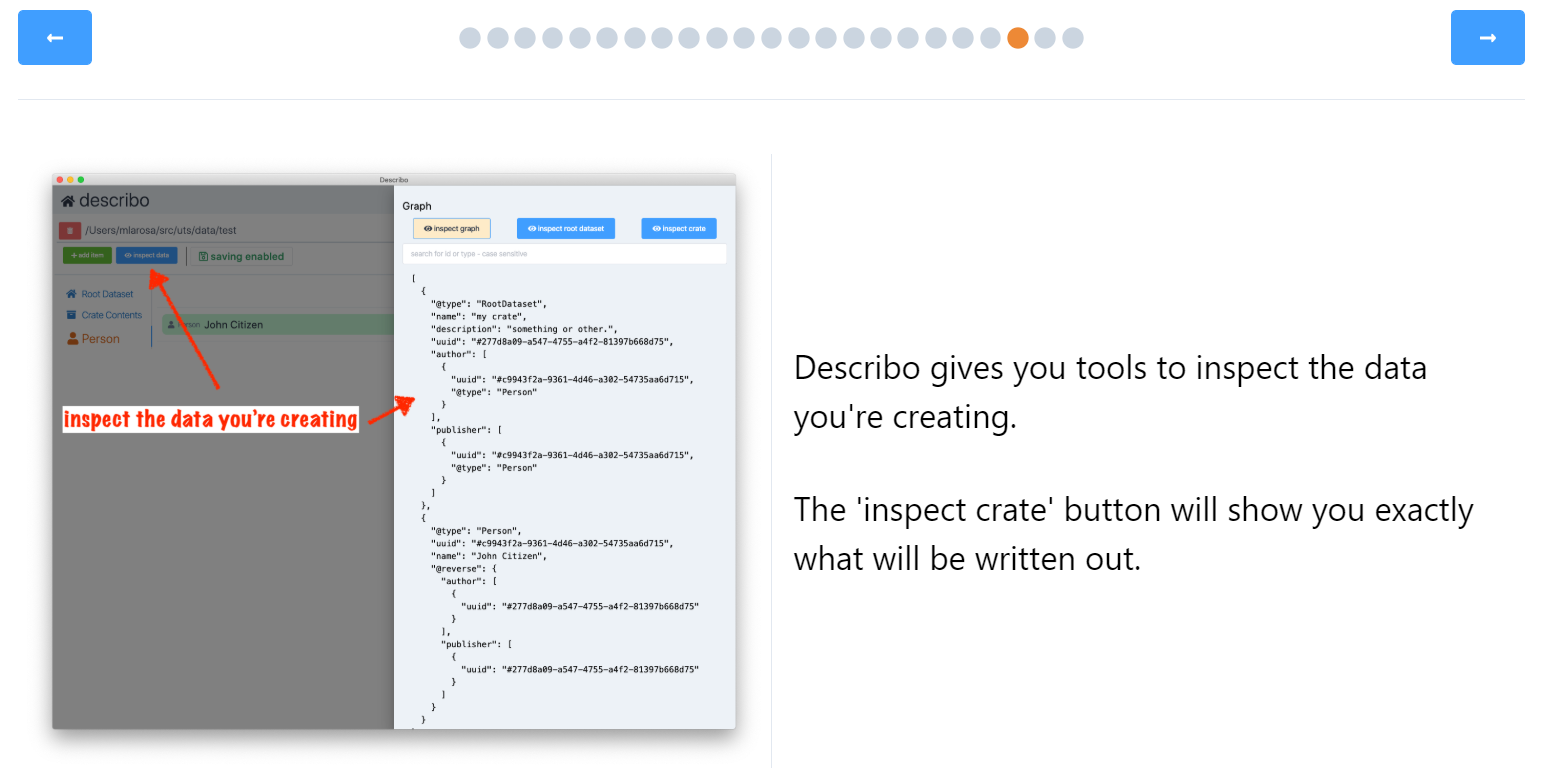 ←
→
Describo
describo
/Users/mlarosa/src/uts/data/test
+ add item
inspect data
saving enabled
Root Dataset
Crate Contents
Person
Person John Citizen
inspect the data you're creating
Graph
inspect graph
inspect root dataset
inspect crate
search for id or type - case sensitive
[
{
"@type": "RootDataset",
"name": "my crate",
"description": "something or other.",
"uuid": "#277d8a09-a547-4755-a4f2-81397b668d75",
"author": [
{
"uuid": "#c9943f2a-9361-4d46-a302-54735aa6d715",
"@type": "Person"
}
],
"publisher": [
{
"uuid": "#c9943f2a-9361-4d46-a302-54735aa6d715",
"@type": "Person"
}
]
},
{
"@type": "Person",
"uuid": "#c9943f2a-9361-4d46-a302-54735aa6d715",
"name": "John Citizen",
"@reverse": {
"author": [
{
"uuid": "#277d8a09-a547-4755-a4f2-81397b668d75"
}
],
"publisher": [
{
"uuid": "#277d8a09-a547-4755-a4f2-81397b668d75"
}
]
}
}
Describo gives you tools to inspect the data
you're creating.
The 'inspect crate' button will show you exactly
what will be written out.